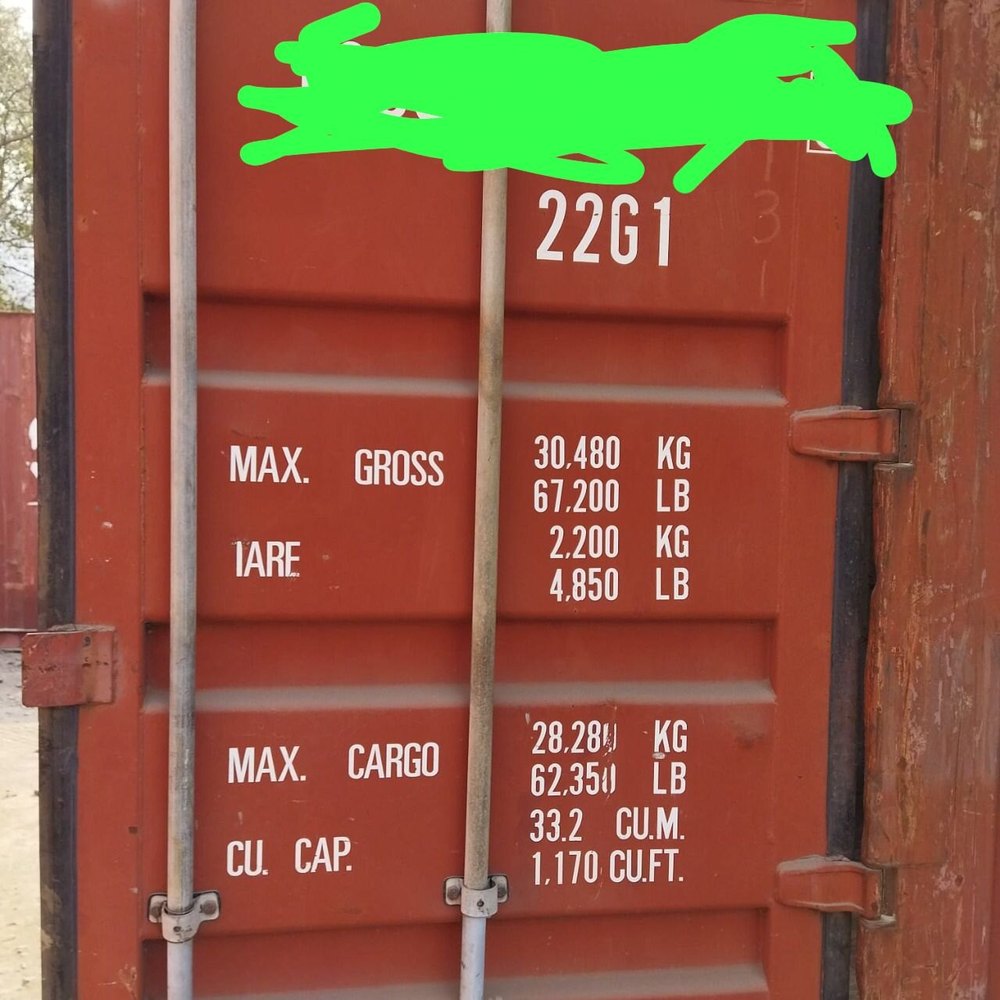 22G1
MAX. GROSS 30,480 KG
67,200 LB
TARE 2,200 KG
4,850 LB
MAX. CARGO 28,280 KG
62,350 LB
CU. CAP. 33.2 CU.M.
1,170 CU.FT.